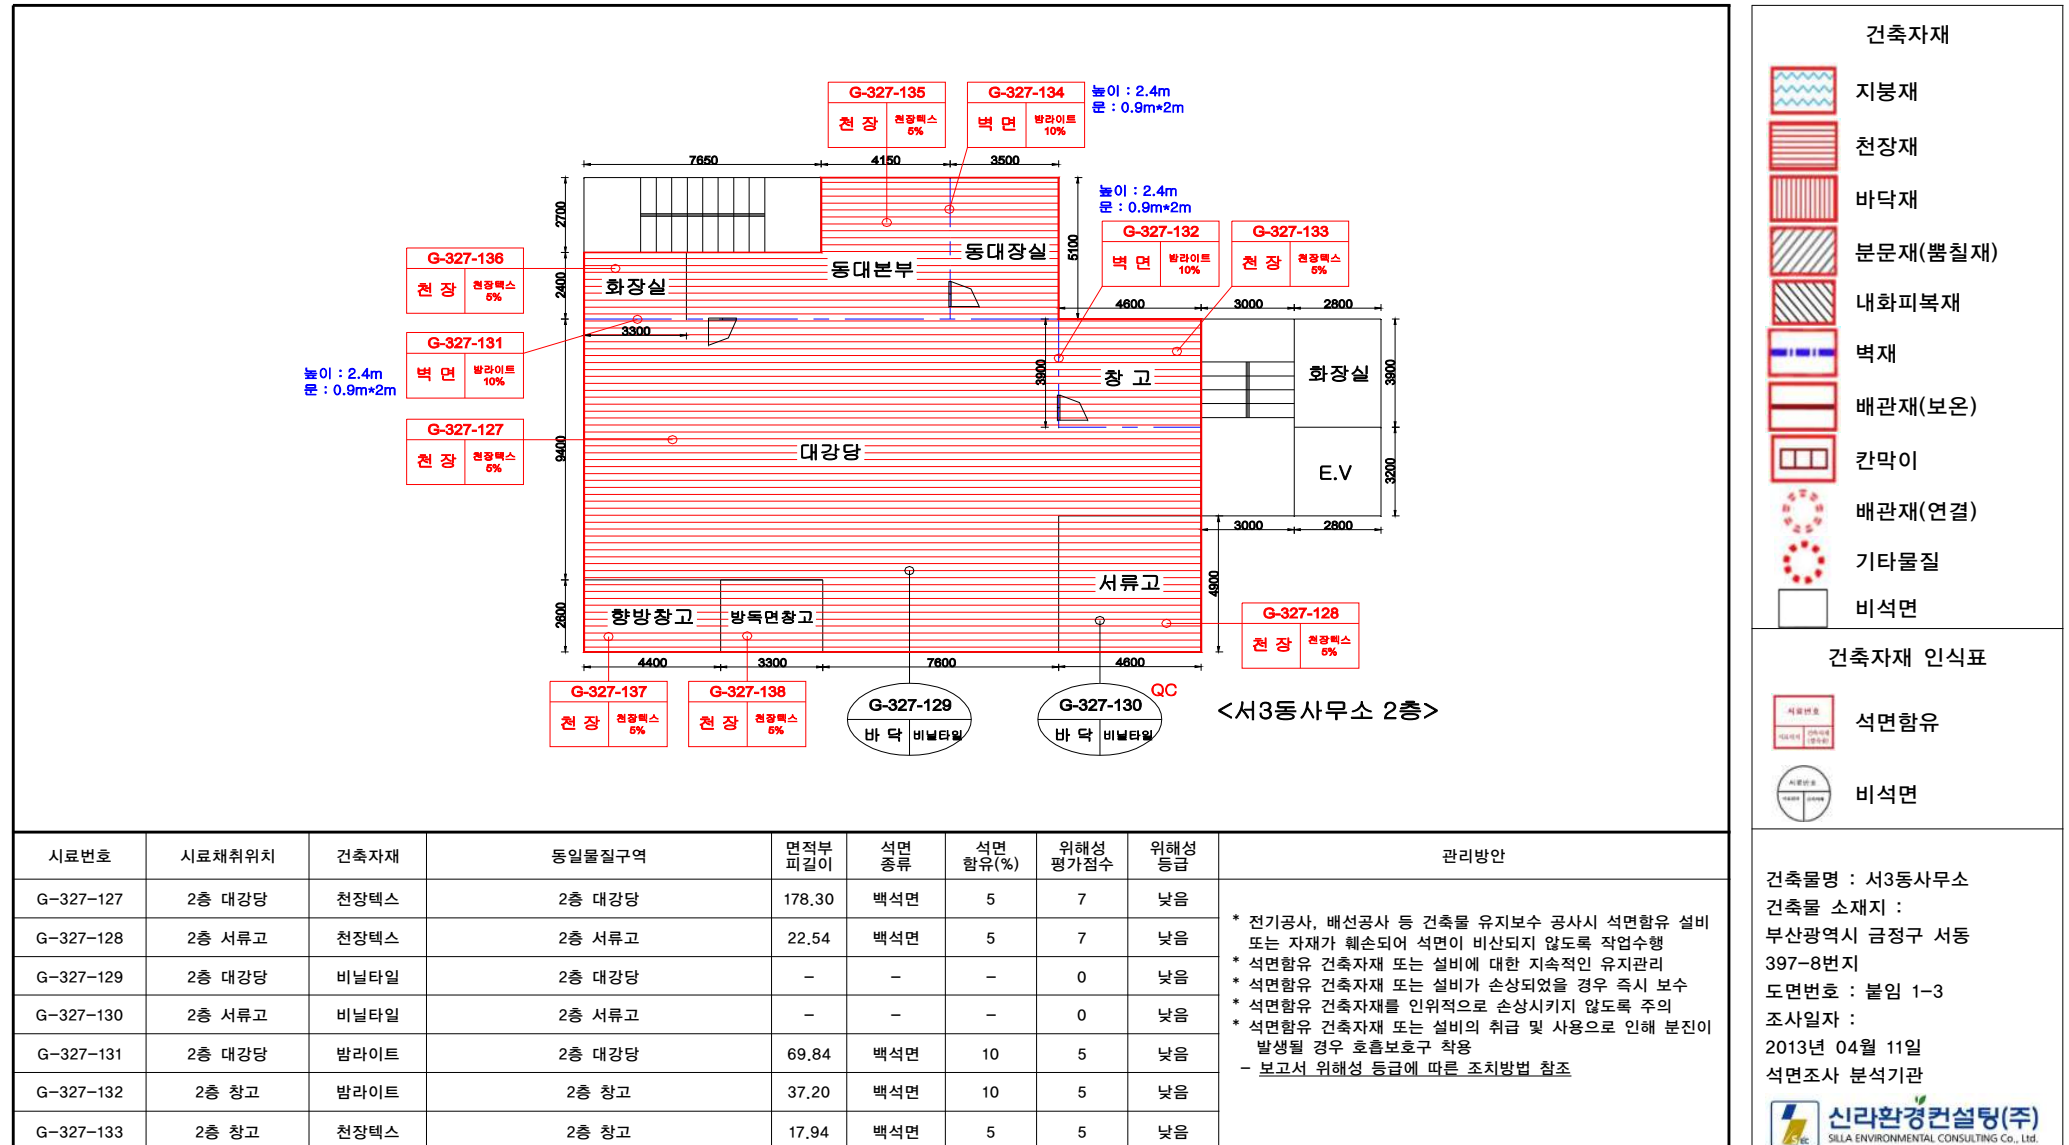 G-327-135
천 장
천장텍스
5%
G-327-134
벽 면
밤라이트
10%
높이 : 2.4m
문 : 0.9m*2m
7650
4150
3500
높이 : 2.4m
문 : 0.9m*2m
2700
5100
G-327-132
벽 면
밤라이트
10%
G-327-133
천 장
천장텍스
5%
G-327-136
천 장
천장텍스
5%
동대장실
동대본부
화장실
2400
4600
3000
2800
3300
G-327-131
벽 면
밤라이트
10%
높이 : 2.4m
문 : 0.9m*2m
3900
창 고
화장실
3900
G-327-127
천 장
천장텍스
5%
9400
대강당
E.V
3200
3000
2800
서류고
4900
2600
향방창고
방독면창고
G-327-128
천 장
천장텍스
5%
4400
3300
7600
4600
G-327-137
천 장
천장텍스
5%
G-327-138
천 장
천장텍스
5%
G-327-129
바 닥
비닐타일
G-327-130
바 닥
비닐타일
QC
<서3동사무소 2층>
시료번호 시료채취위치 건축자재 동일물질구역 면적부피길이 석면종류 석면함유(%) 위해성평가점수 위해성등급 관리방안
G-327-127 2층 대강당 천장텍스 2층 대강당 178.30 백석면 5 7 낮음
G-327-128 2층 서류고 천장텍스 2층 서류고 22.54 백석면 5 7 낮음
G-327-129 2층 대강당 비닐타일 2층 대강당 - - - 0 낮음
G-327-130 2층 서류고 비닐타일 2층 서류고 - - - 0 낮음
G-327-131 2층 대강당 밤라이트 2층 대강당 69.84 백석면 10 5 낮음
G-327-132 2층 창고 밤라이트 2층 창고 37.20 백석면 10 5 낮음
G-327-133 2층 창고 천장텍스 2층 창고 17.94 백석면 5 5 낮음
* 전기공사, 배선공사 등 건축물 유지보수 공사시 석면함유 설비
또는 자재가 훼손되어 석면이 비산되지 않도록 작업수행
* 석면함유 건축자재 또는 설비에 대한 지속적인 유지관리
* 석면함유 건축자재 또는 설비가 손상되었을 경우 즉시 보수
* 석면함유 건축자재를 인위적으로 손상시키지 않도록 주의
* 석면함유 건축자재 또는 설비의 취급 및 사용으로 인해 분진이
발생될 경우 호흡보호구 착용
- 보고서 위해성 등급에 따른 조치방법 참조
건축자재
지붕재
천장재
바닥재
분문재(뿜칠재)
내화피복재
벽재
배관재(보온)
칸막이
배관재(연결)
기타물질
비석면
건축자재 인식표
시료번호
석면함유
시료번호
비석면
건축물명 : 서3동사무소
건축물 소재지 :
부산광역시 금정구 서동
397-8번지
도면번호 : 붙임 1-3
조사일자 :
2013년 04월 11일
석면조사 분석기관
신라환경컨설팅(주)
SILLA ENVIRONMENTAL CONSULTING Co., Ltd.